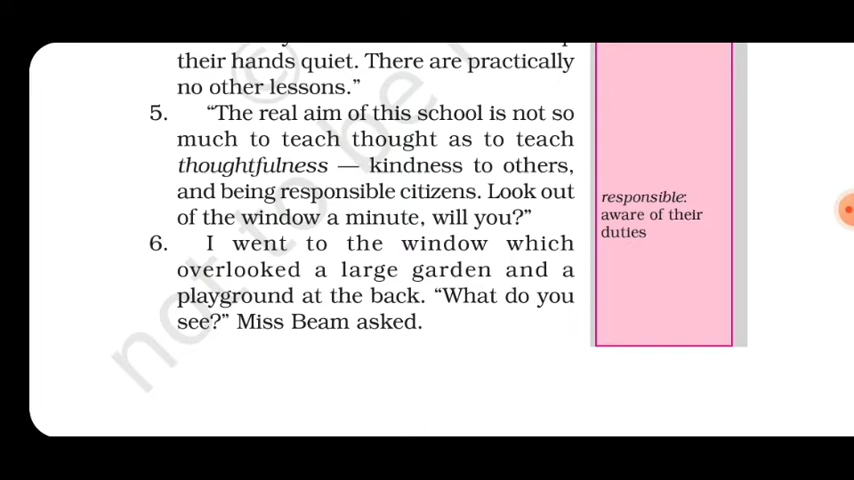 their hands quiet. There are practically
no other lessons.”
5. “The real aim of this school is not so
much to teach thought as to teach
thoughtfulness — kindness to others,
and being responsible citizens. Look out
of the window a minute, will you?”
6. I went to the window which
overlooked a large garden and a
playground at the back. “What do you
see?” Miss Beam asked.
responsible:
aware of their
duties
©
not to be